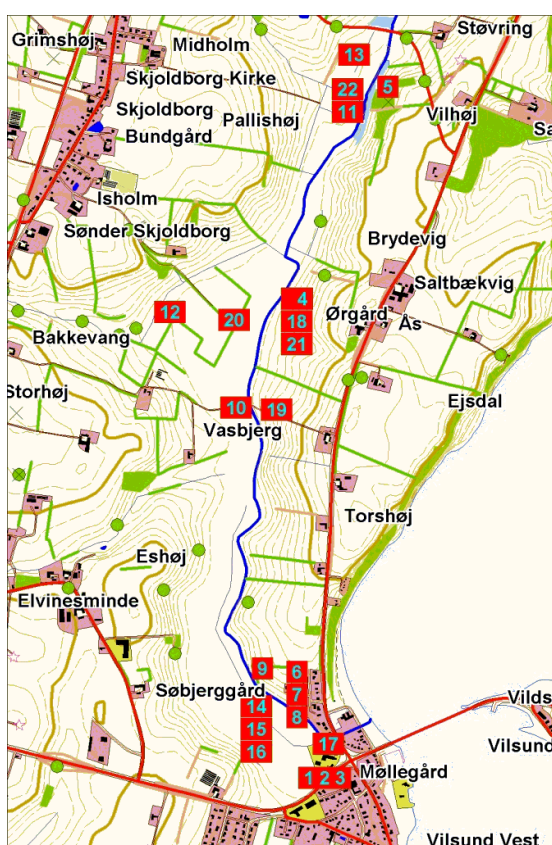 Støvring
Grimshøj
Midholm
13
Skjoldborg Kirke
22
5
Skjoldborg
11
Pallishøj
Vilhøj
Bundgård
Sa
Isholm
Sønder Skjoldborg
Brydevig
Saltbækvig
4
12
20
18
Ørgård
Ås
21
Bakkevang
Storhøj
Ejsdal
10
19
Vasbjerg
Torshøj
Eshøj
Elvinesminde
9
6
Søbjerggård
7
Vilds
14
8
15
17
Vilsund
16
1 2 3
Møllegård
Vilsund Vest